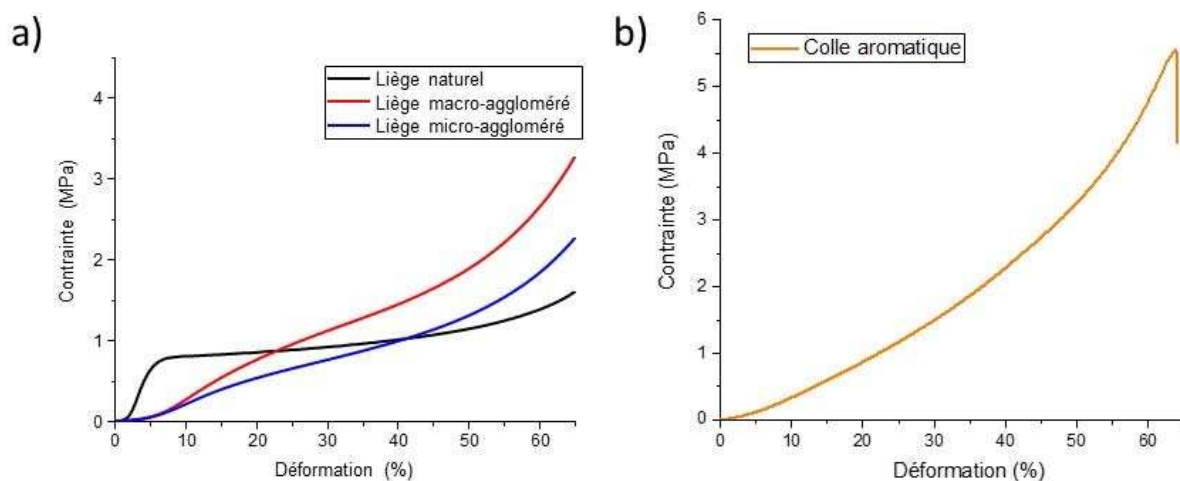 a)
Liège naturel
Liège macro-aggloméré
Liège micro-aggloméré
Contrainte (MPa)
4
3
2
1
0
0 10 20 30 40 50 60
Déformation (%)
b)
Colle aromatique
Contrainte (MPa)
6
5
4
3
2
1
0
0 10 20 30 40 50 60
Déformation (%)